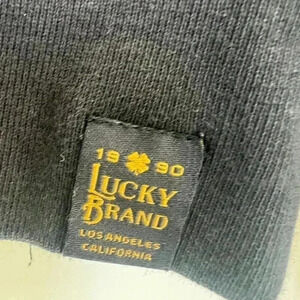 19 90
LUCKY
BRAND
LOS ANGELES
CALIFORNIA